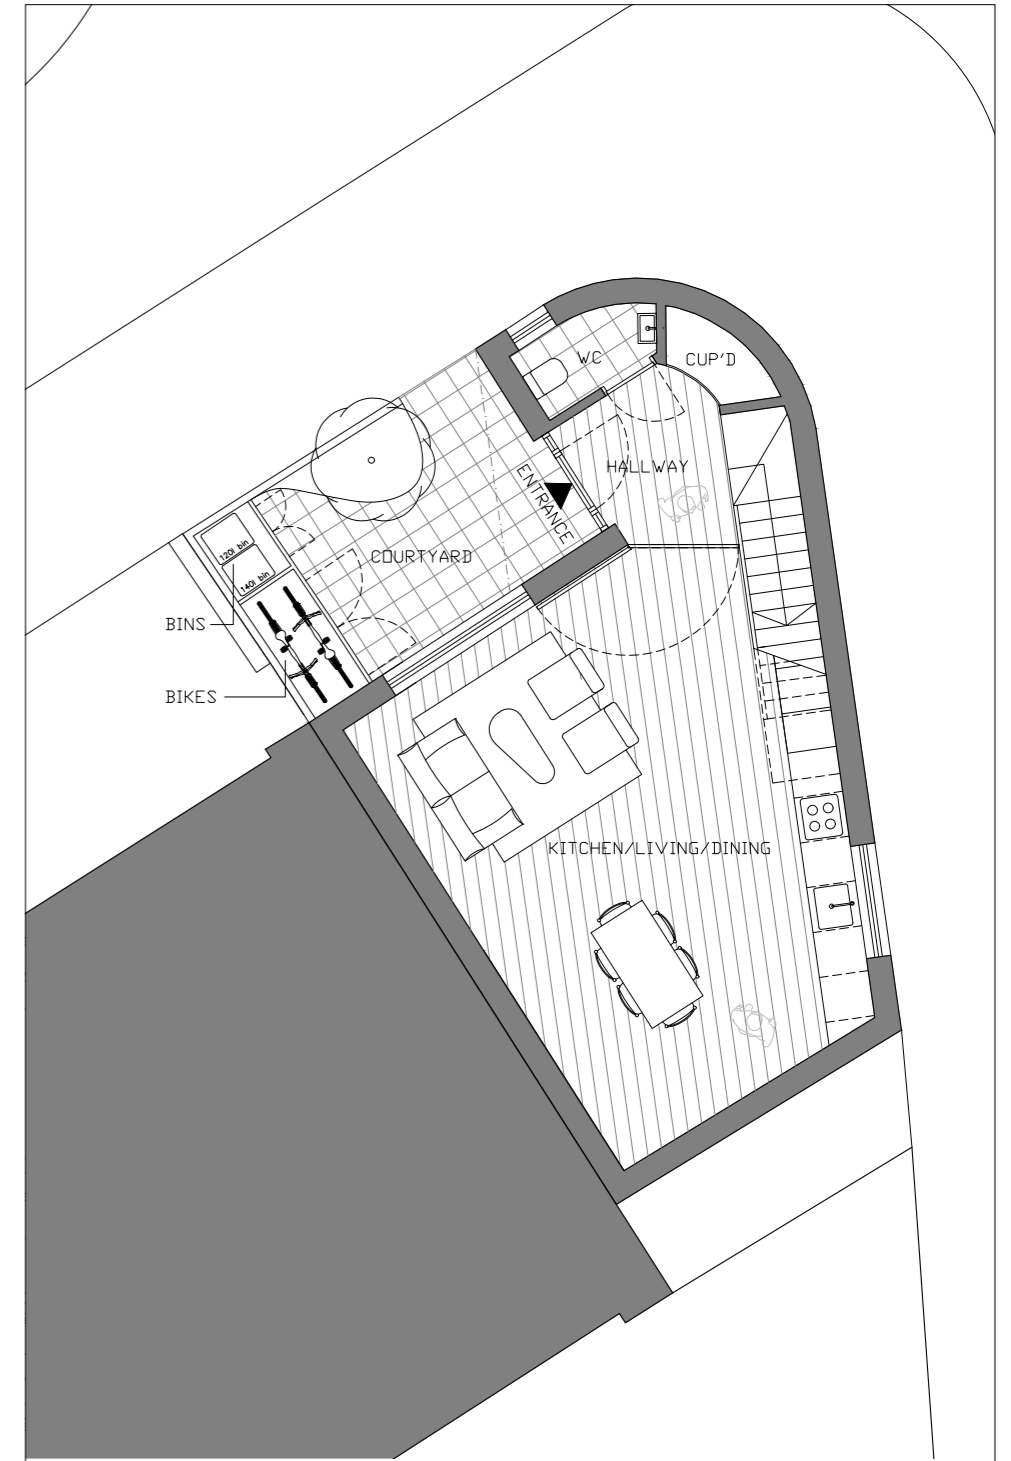 WC
CUP'D
HALLWAY
ENTRANCE
COURTYARD
120l bin
140l bin
BINS
BIKES
KITCHEN/LIVING/DINING